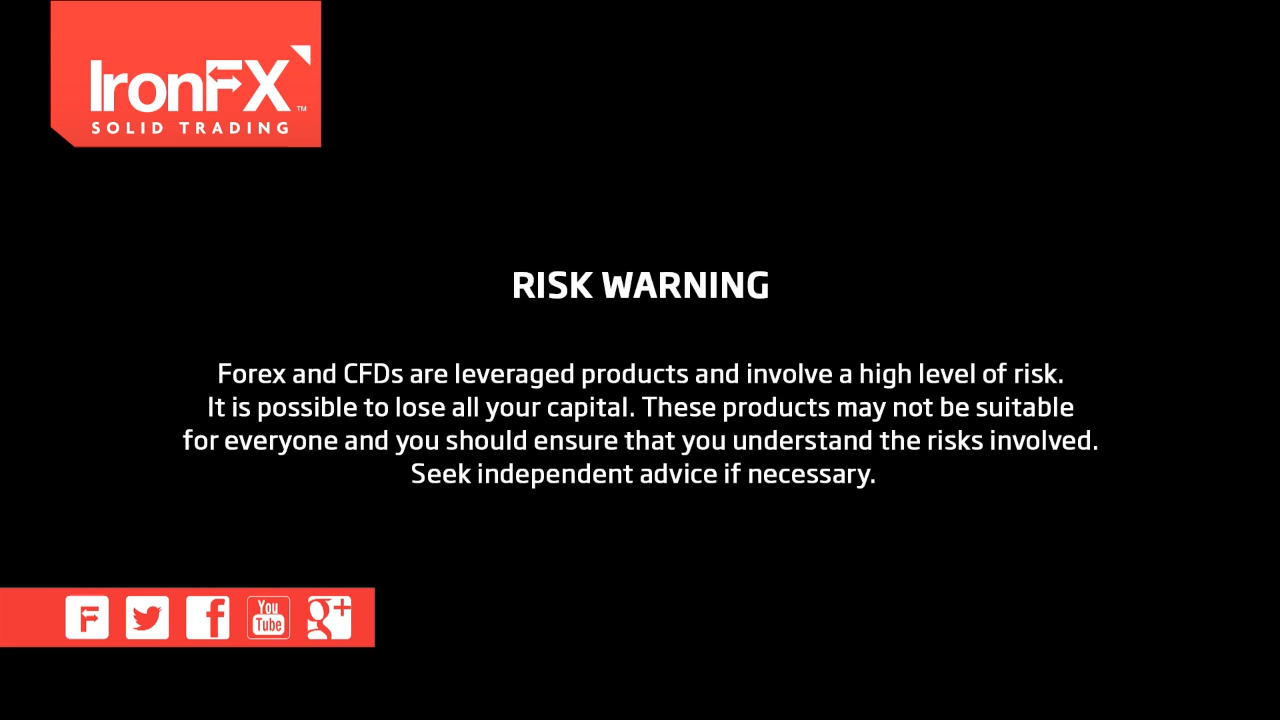 IronFX
™
SOLID TRADING
RISK WARNING
Forex and CFDs are leveraged products and involve a high level of risk.
It is possible to lose all your capital. These products may not be suitable
for everyone and you should ensure that you understand the risks involved.
Seek independent advice if necessary.
F
f
You
Tube
g+